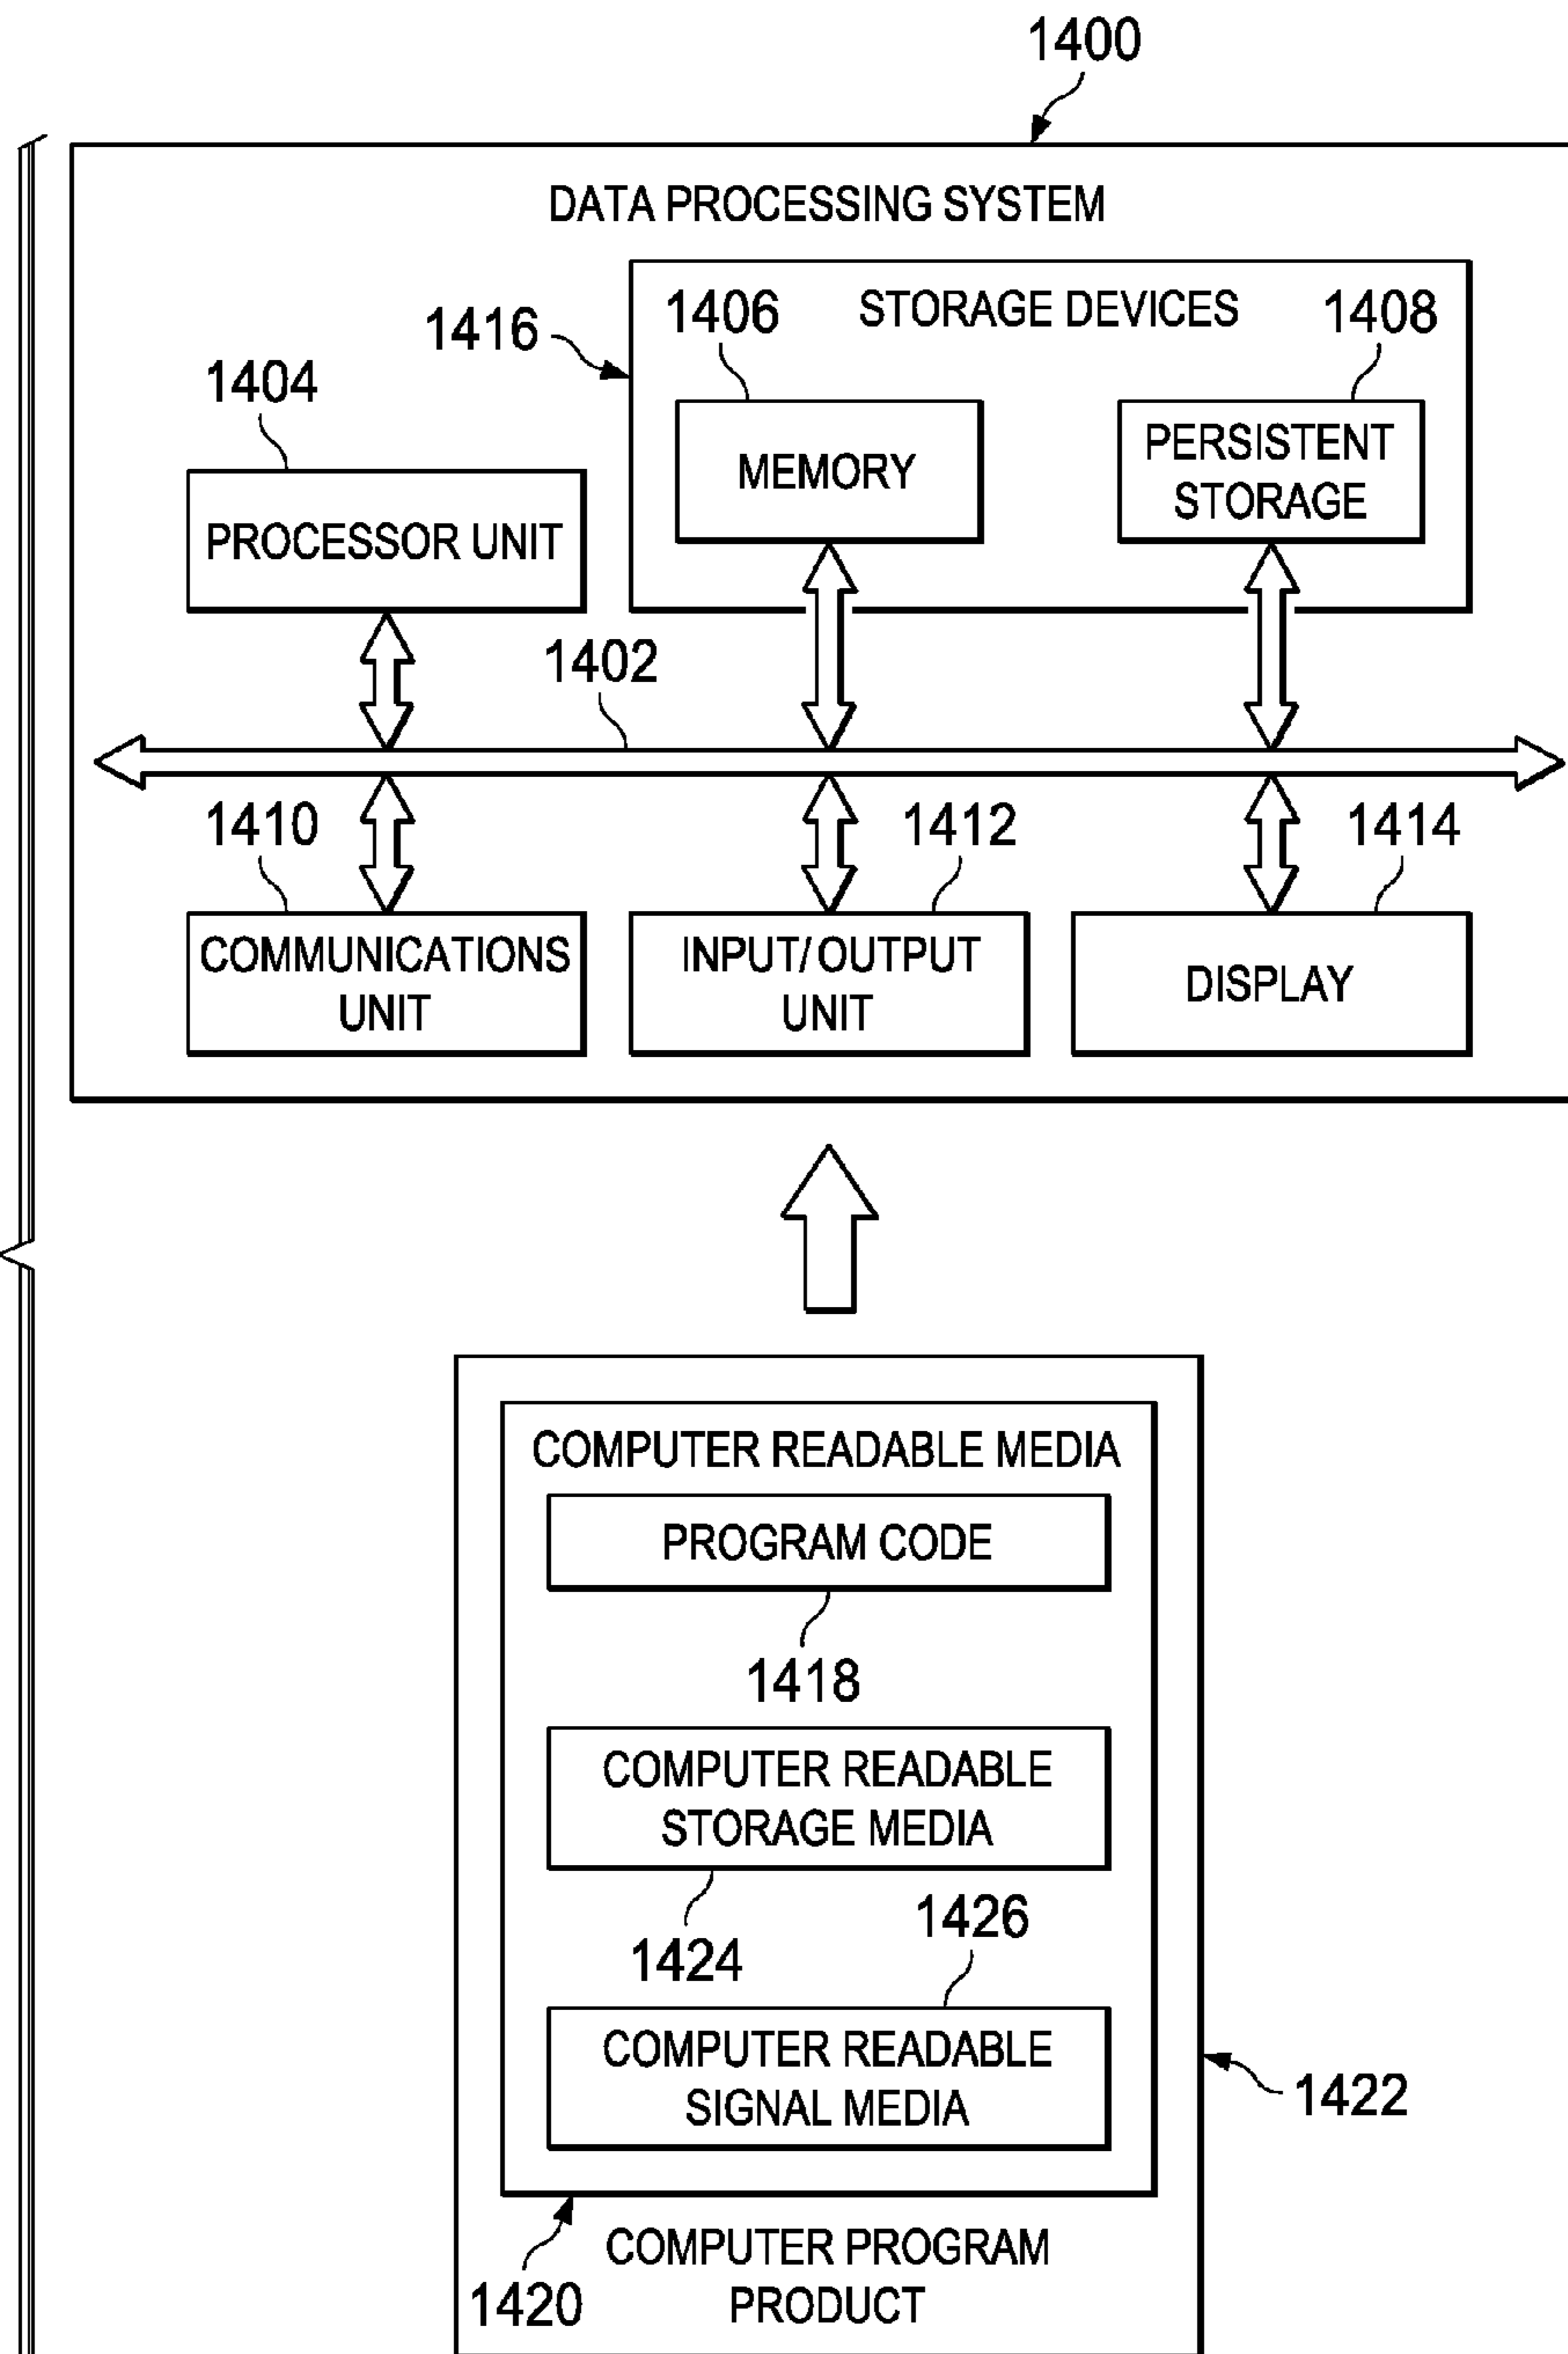 1400
DATA PROCESSING SYSTEM
1416
1406
STORAGE DEVICES
1408
1404
MEMORY
PERSISTENT
STORAGE
PROCESSOR UNIT
1402
1410
1412
1414
COMMUNICATIONS
UNIT
INPUT/OUTPUT
UNIT
DISPLAY
COMPUTER READABLE MEDIA
PROGRAM CODE
1418
COMPUTER READABLE
STORAGE MEDIA
1424
1426
COMPUTER READABLE
SIGNAL MEDIA
1422
1420
COMPUTER PROGRAM
PRODUCT